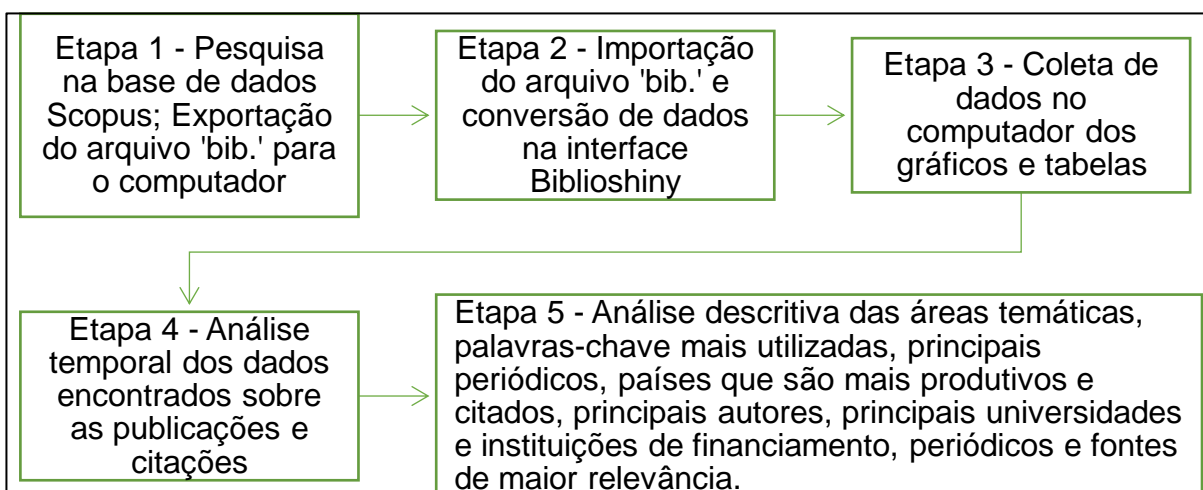 Etapa 1 - Pesquisa
na base de dados
Scopus; Exportação
do arquivo 'bib.' para
o computador
Etapa 2 - Importação
do arquivo 'bib.' e
conversão de dados
na interface
Biblioshiny
Etapa 3 - Coleta de
dados no
computador dos
gráficos e tabelas
Etapa 4 - Análise
temporal dos dados
encontrados sobre
as publicações e
citações
Etapa 5 - Análise descritiva das áreas temáticas,
palavras-chave mais utilizadas, principais
periódicos, países que são mais produtivos e
citados, principais autores, principais universidades
e instituições de financiamento, periódicos e fontes
de maior relevância.